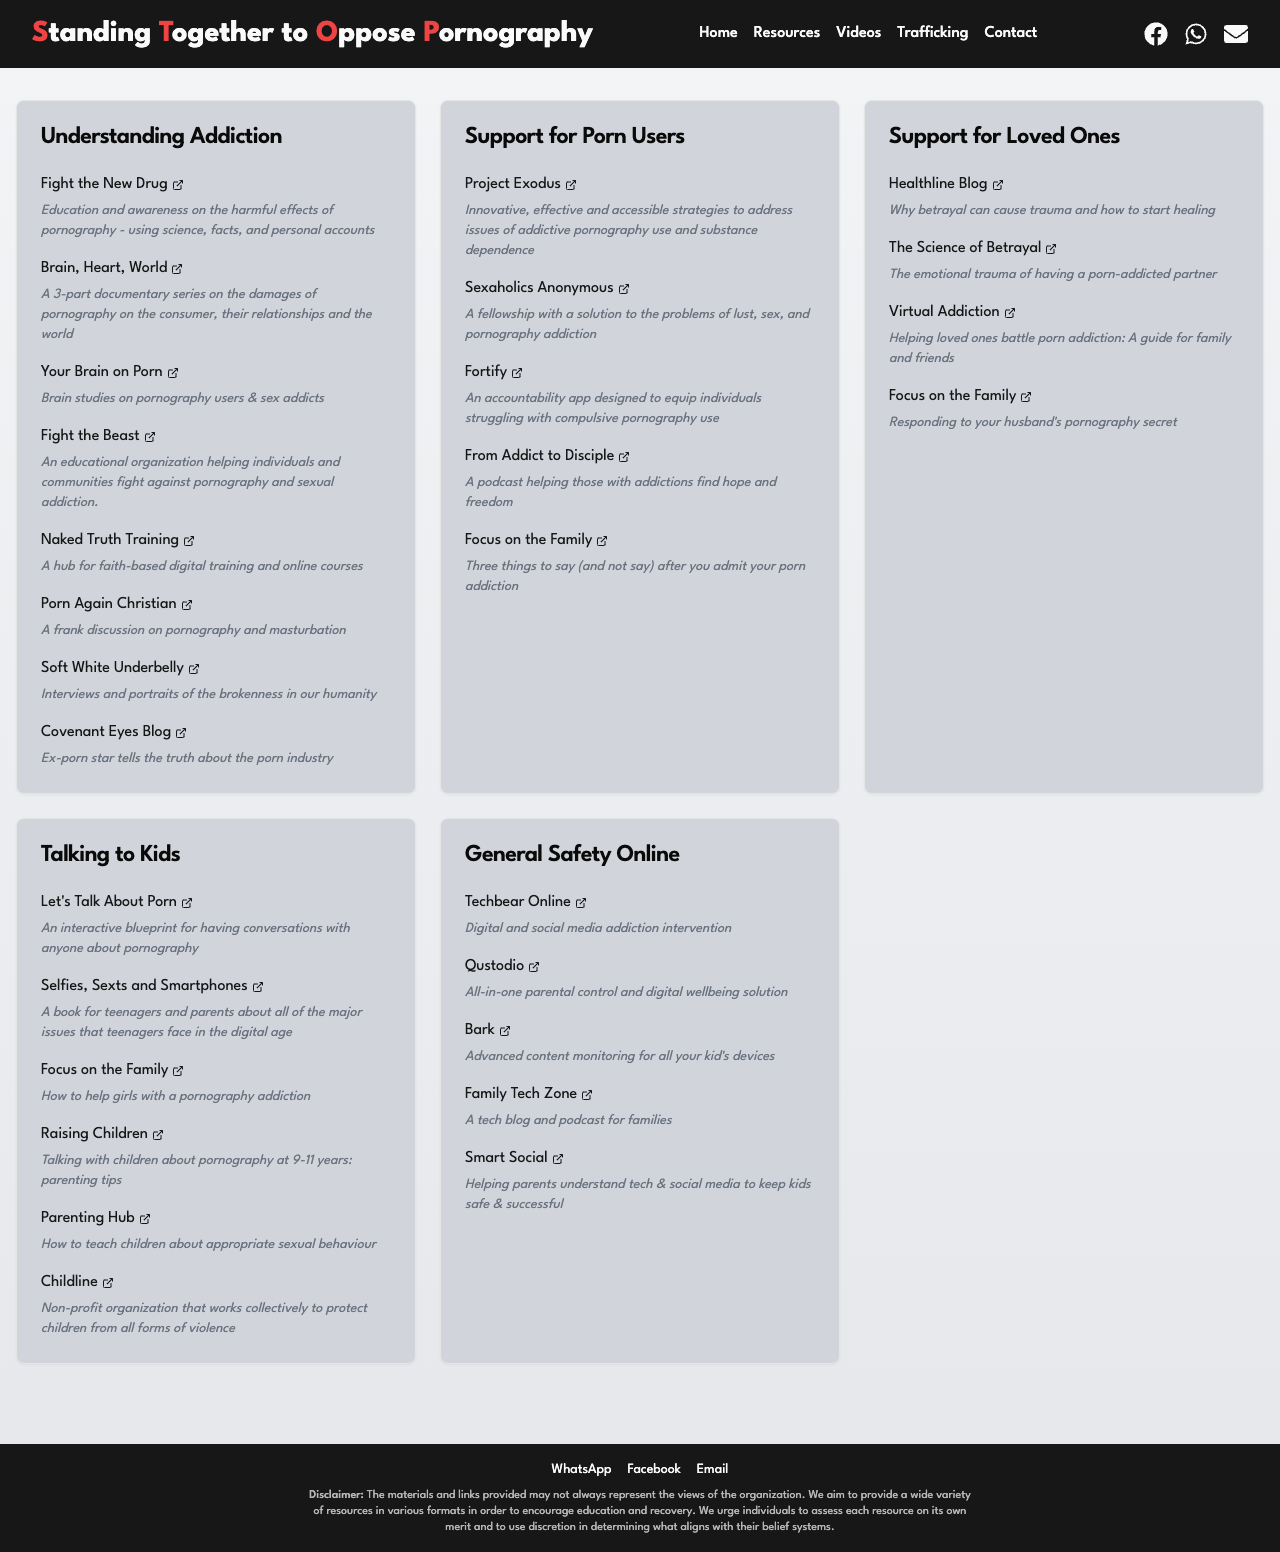 Standing Together to Oppose Pornography
Home Resources Videos Trafficking Contact
Understanding Addiction
Fight the New Drug
Education and awareness on the harmful effects of
pornography - using science, facts, and personal accounts
Brain, Heart, World
A 3-part documentary series on the damages of
pornography on the consumer, their relationships and the
world
Your Brain on Porn
Brain studies on pornography users & sex addicts
Fight the Beast
An educational organization helping individuals and
communities fight against pornography and sexual
addiction.
Naked Truth Training
A hub for faith-based digital training and online courses
Porn Again Christian
A frank discussion on pornography and masturbation
Soft White Underbelly
Interviews and portraits of the brokenness in our humanity
Covenant Eyes Blog
Ex-porn star tells the truth about the porn industry
Support for Porn Users
Project Exodus
Innovative, effective and accessible strategies to address
issues of addictive pornography use and substance
dependence
Sexaholics Anonymous
A fellowship with a solution to the problems of lust, sex, and
pornography addiction
Fortify
An accountability app designed to equip individuals
struggling with compulsive pornography use
From Addict to Disciple
A podcast helping those with addictions find hope and
freedom
Focus on the Family
Three things to say (and not say) after you admit your porn
addiction
Support for Loved Ones
Healthline Blog
Why betrayal can cause trauma and how to start healing
The Science of Betrayal
The emotional trauma of having a porn-addicted partner
Virtual Addiction
Helping loved ones battle porn addiction: A guide for family
and friends
Focus on the Family
Responding to your husband's pornography secret
Talking to Kids
Let's Talk About Porn
An interactive blueprint for having conversations with
anyone about pornography
Selfies, Sexts and Smartphones
A book for teenagers and parents about all of the major
issues that teenagers face in the digital age
Focus on the Family
How to help girls with a pornography addiction
Raising Children
Talking with children about pornography at 9-11 years:
parenting tips
Parenting Hub
How to teach children about appropriate sexual behaviour
Childline
Non-profit organization that works collectively to protect
children from all forms of violence
General Safety Online
Techbear Online
Digital and social media addiction intervention
Qustodio
All-in-one parental control and digital wellbeing solution
Bark
Advanced content monitoring for all your kid's devices
Family Tech Zone
A tech blog and podcast for families
Smart Social
Helping parents understand tech & social media to keep kids
safe & successful
WhatsApp Facebook Email
Disclaimer: The materials and links provided may not always represent the views of the organization. We aim to provide a wide variety
of resources in various formats in order to encourage education and recovery. We urge individuals to assess each resource on its own
merit and to use discretion in determining what aligns with their belief systems.